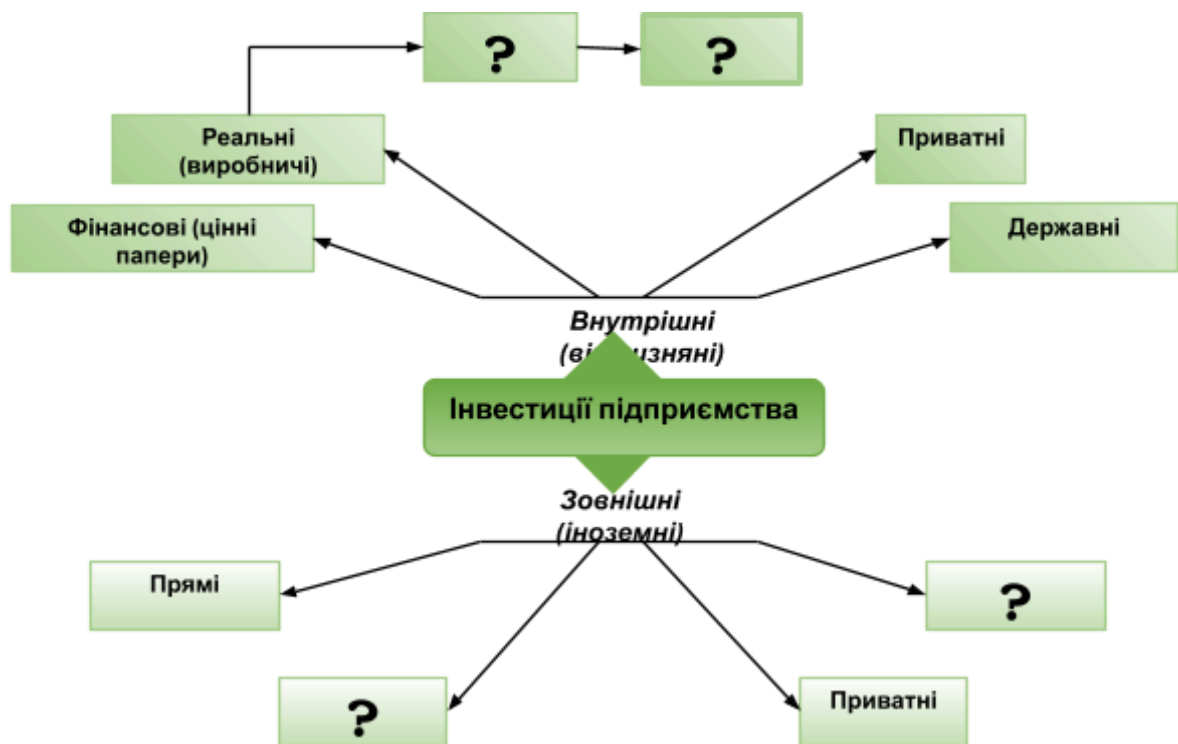 ?
?
Реальні
(виробничі)
Приватні
Фінансові (цінні
папери)
Державні
Внутрішні
Інвестиції підприємства
Зовнішні
(іноземні)
Прямі
?
?
Приватні